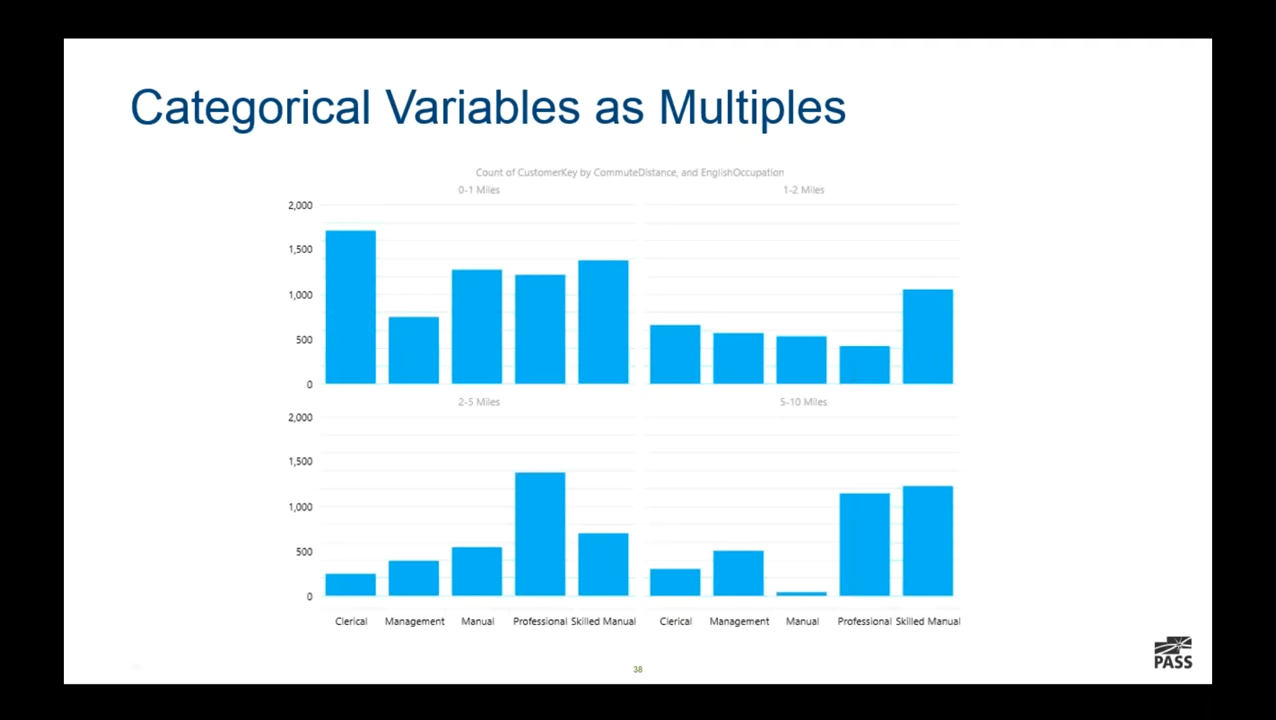 Categorical Variables as Multiples
Count of CustomerKey by CommuteDistance, and EnglishOccupation
0-1 Miles
1-2 Miles
2,000
1,500
1,000
500
0
2-5 Miles
5-10 Miles
2,000
1,500
1,000
500
0
Clerical Management Manual Professional Skilled Manual
Clerical Management Manual Professional Skilled Manual
38
PASS